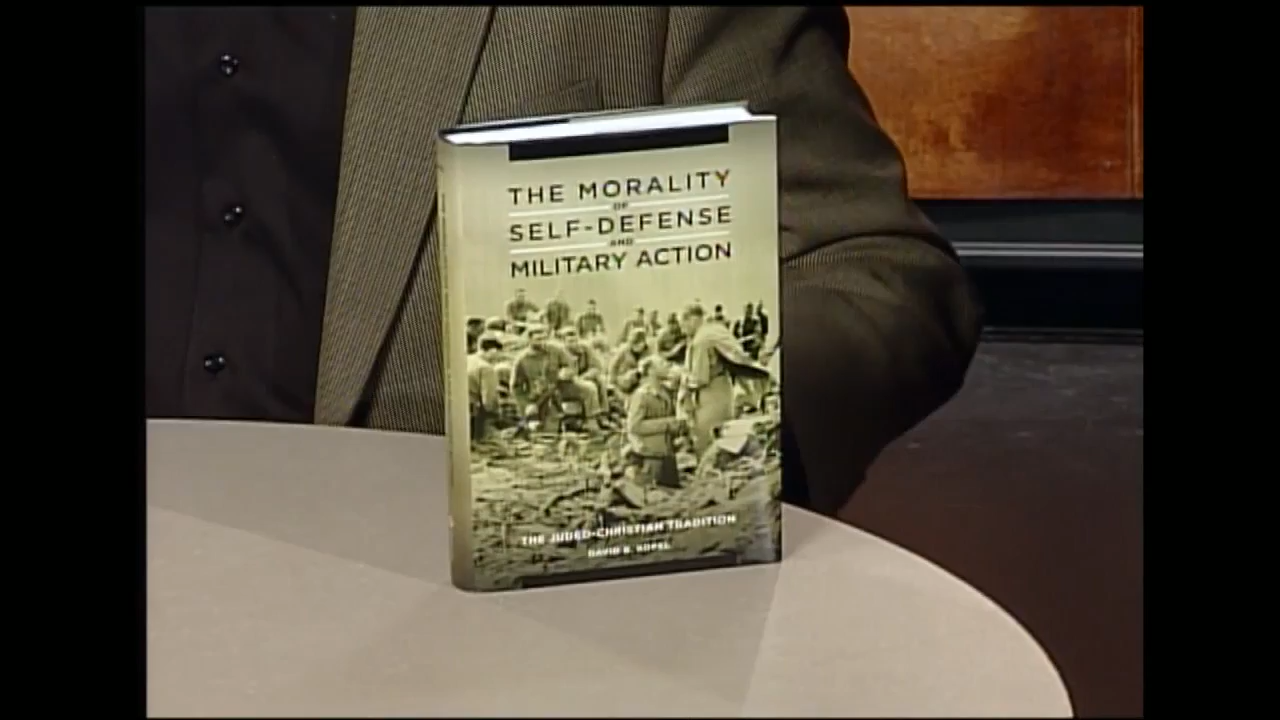 THE MORALITY
OF
SELF-DEFENSE
AND
MILITARY ACTION
THE JUDEO-CHRISTIAN TRADITION
DAVID B. KOPEL